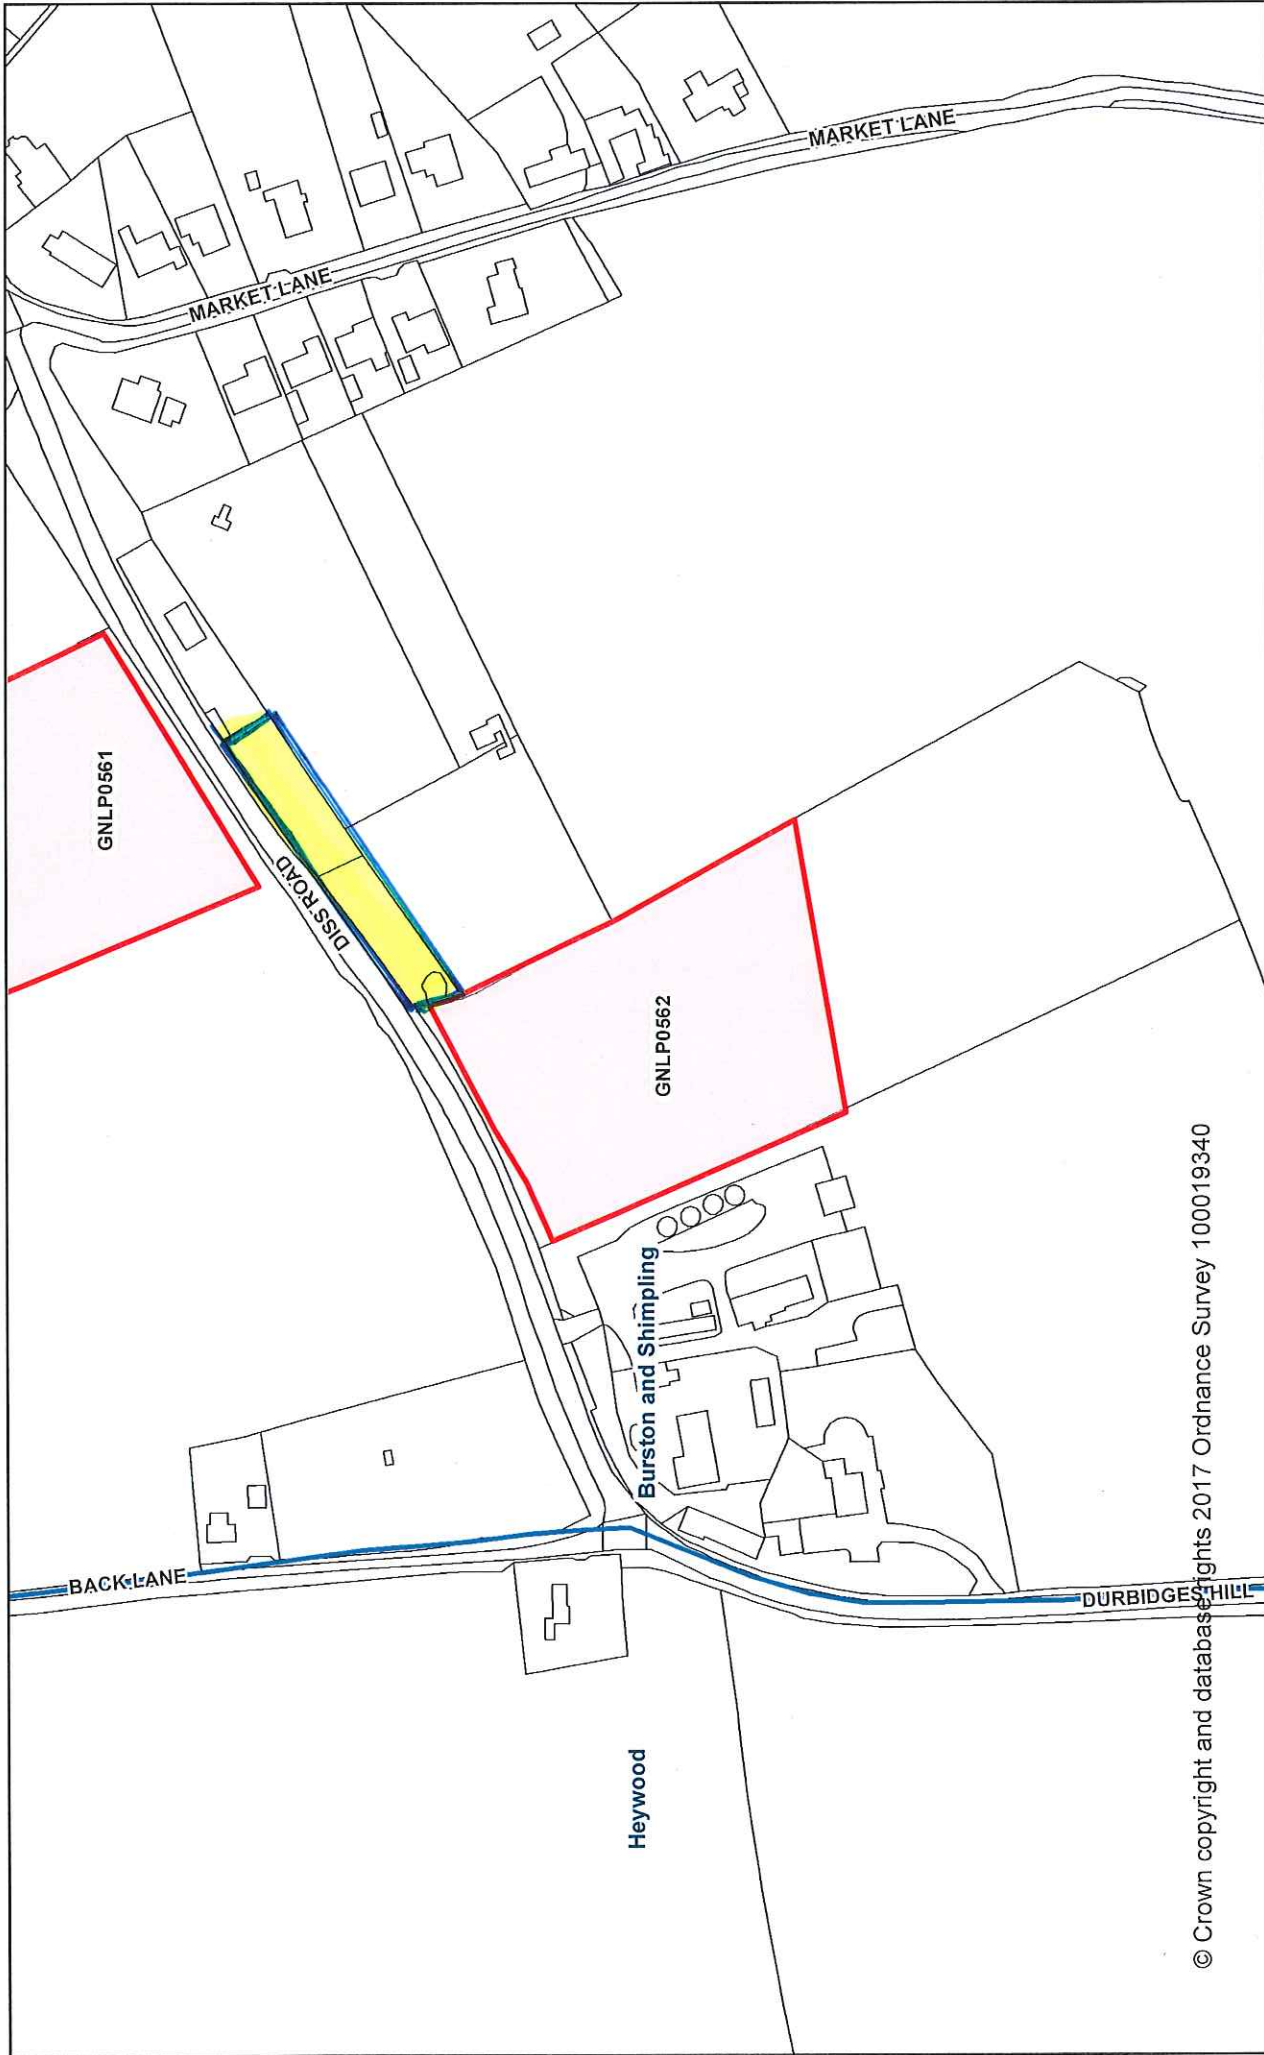 MARKET LANE
MARKET LANE
GNLP0561
DISS ROAD
GNLP0562
Burston and Shimpling
BACK LANE
DURBIDGES HILL
Heywood
© Crown copyright and database rights 2017 Ordnance Survey 100019340